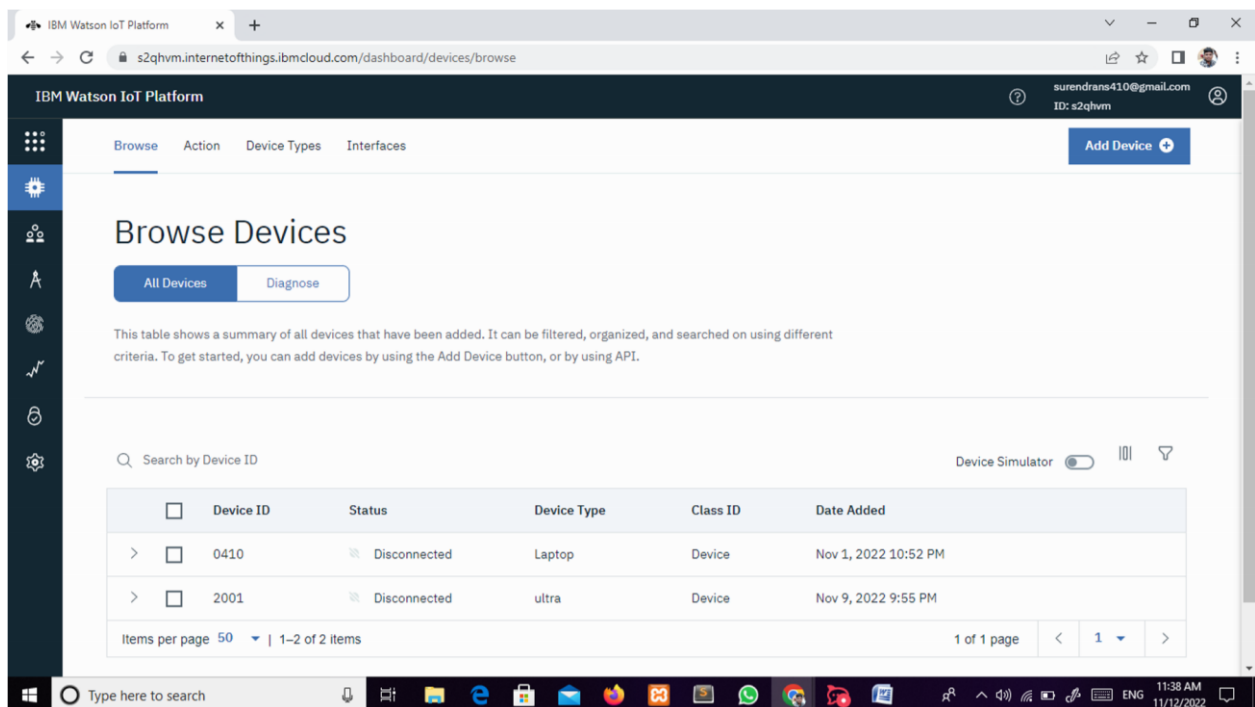 IBM Watson IoT Platform
s2qhvm.internetofthings.ibmcloud.com/dashboard/devices/browse
IBM Watson IoT Platform
surendrans410@gmail.com
ID: s2qhvm
Browse Action Device Types Interfaces
Add Device
Browse Devices
All Devices Diagnose
This table shows a summary of all devices that have been added. It can be filtered, organized, and searched on using different
criteria. To get started, you can add devices by using the Add Device button, or by using API.
Search by Device ID
Device Simulator
Device ID Status Device Type Class ID Date Added
0410 Disconnected Laptop Device Nov 1, 2022 10:52 PM
2001 Disconnected ultra Device Nov 9, 2022 9:55 PM
Items per page 50 | 1–2 of 2 items 1 of 1 page 1
Type here to search
ENG
11:38 AM
11/12/2022